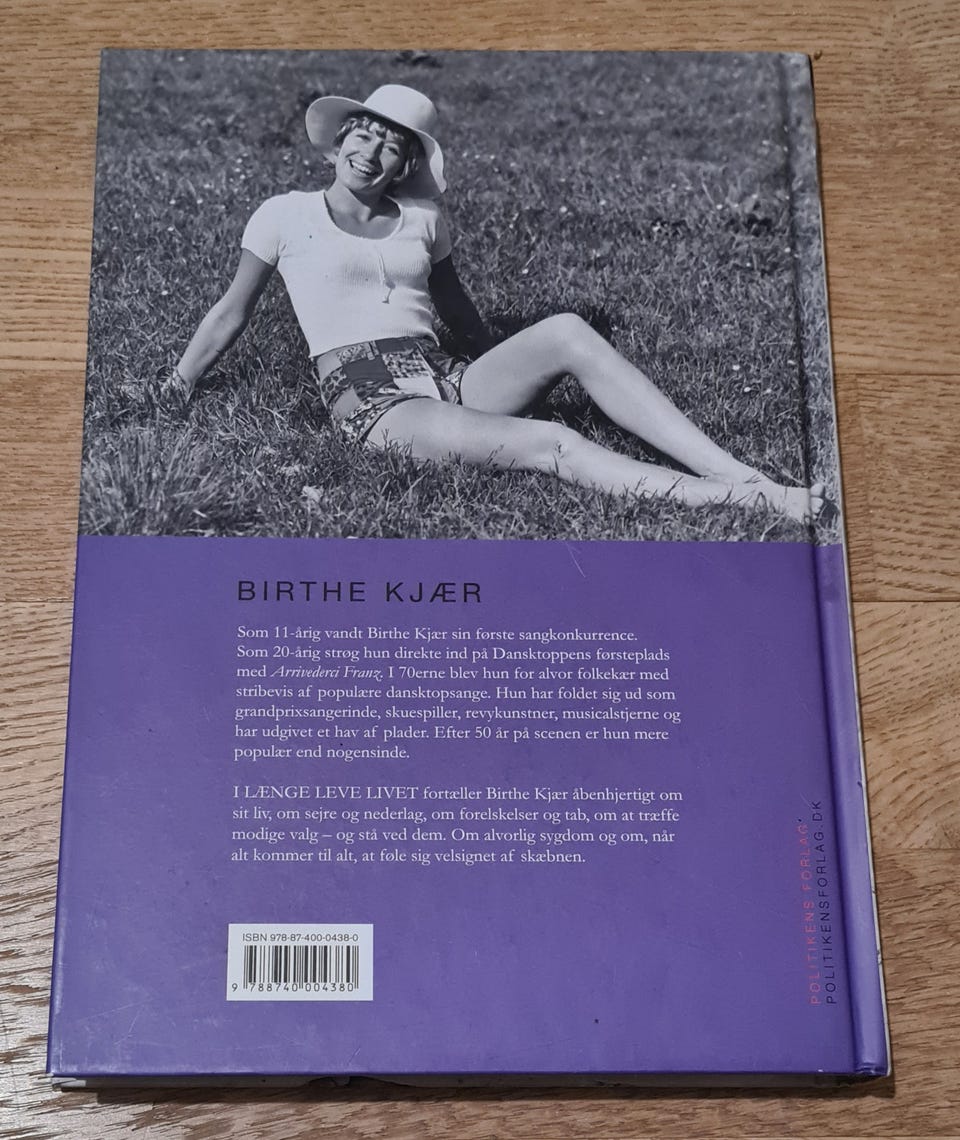 BIRTHE KJÆR
Som 11-årig vandt Birthe Kjær sin første sangkonkurrence.
Som 20-årig strøg hun direkte ind på Dansktoppens førsteplads
med Arrivederci Franz. I 70erne blev hun for alvor folkekær med
stribevis af populære dansktopsange. Hun har foldet sig ud som
grandprixsangerinde, skuespiller, revykunstner, musicalstjerne og
har udgivet et hav af plader. Efter 50 år på scenen er hun mere
populær end nogensinde.
I LÆNGE LEVE LIVET fortæller Birthe Kjær åbenhjertigt om
sit liv, om sejre og nederlag, om forelskelser og tab, om at træffe
modige valg – og stå ved dem. Om alvorlig sygdom og om, når
alt kommer til alt, at føle sig velsignet af skæbnen.
ISBN 978-87-400-0438-0
9 788740 004380
POLITIKENS FORLAG
POLITIKENSFORLAG.DK